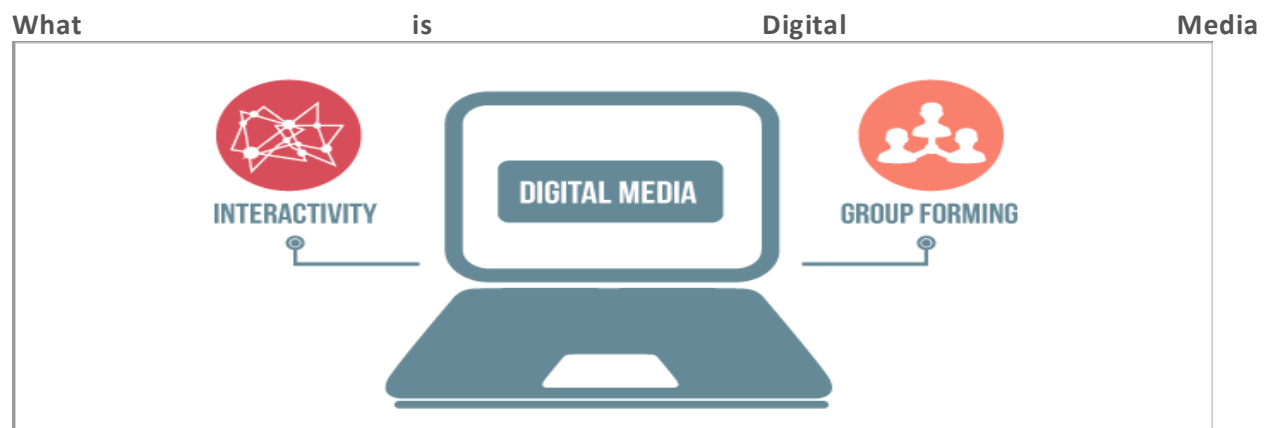 What is Digital Media
DIGITAL MEDIA
INTERACTIVITY
GROUP FORMING